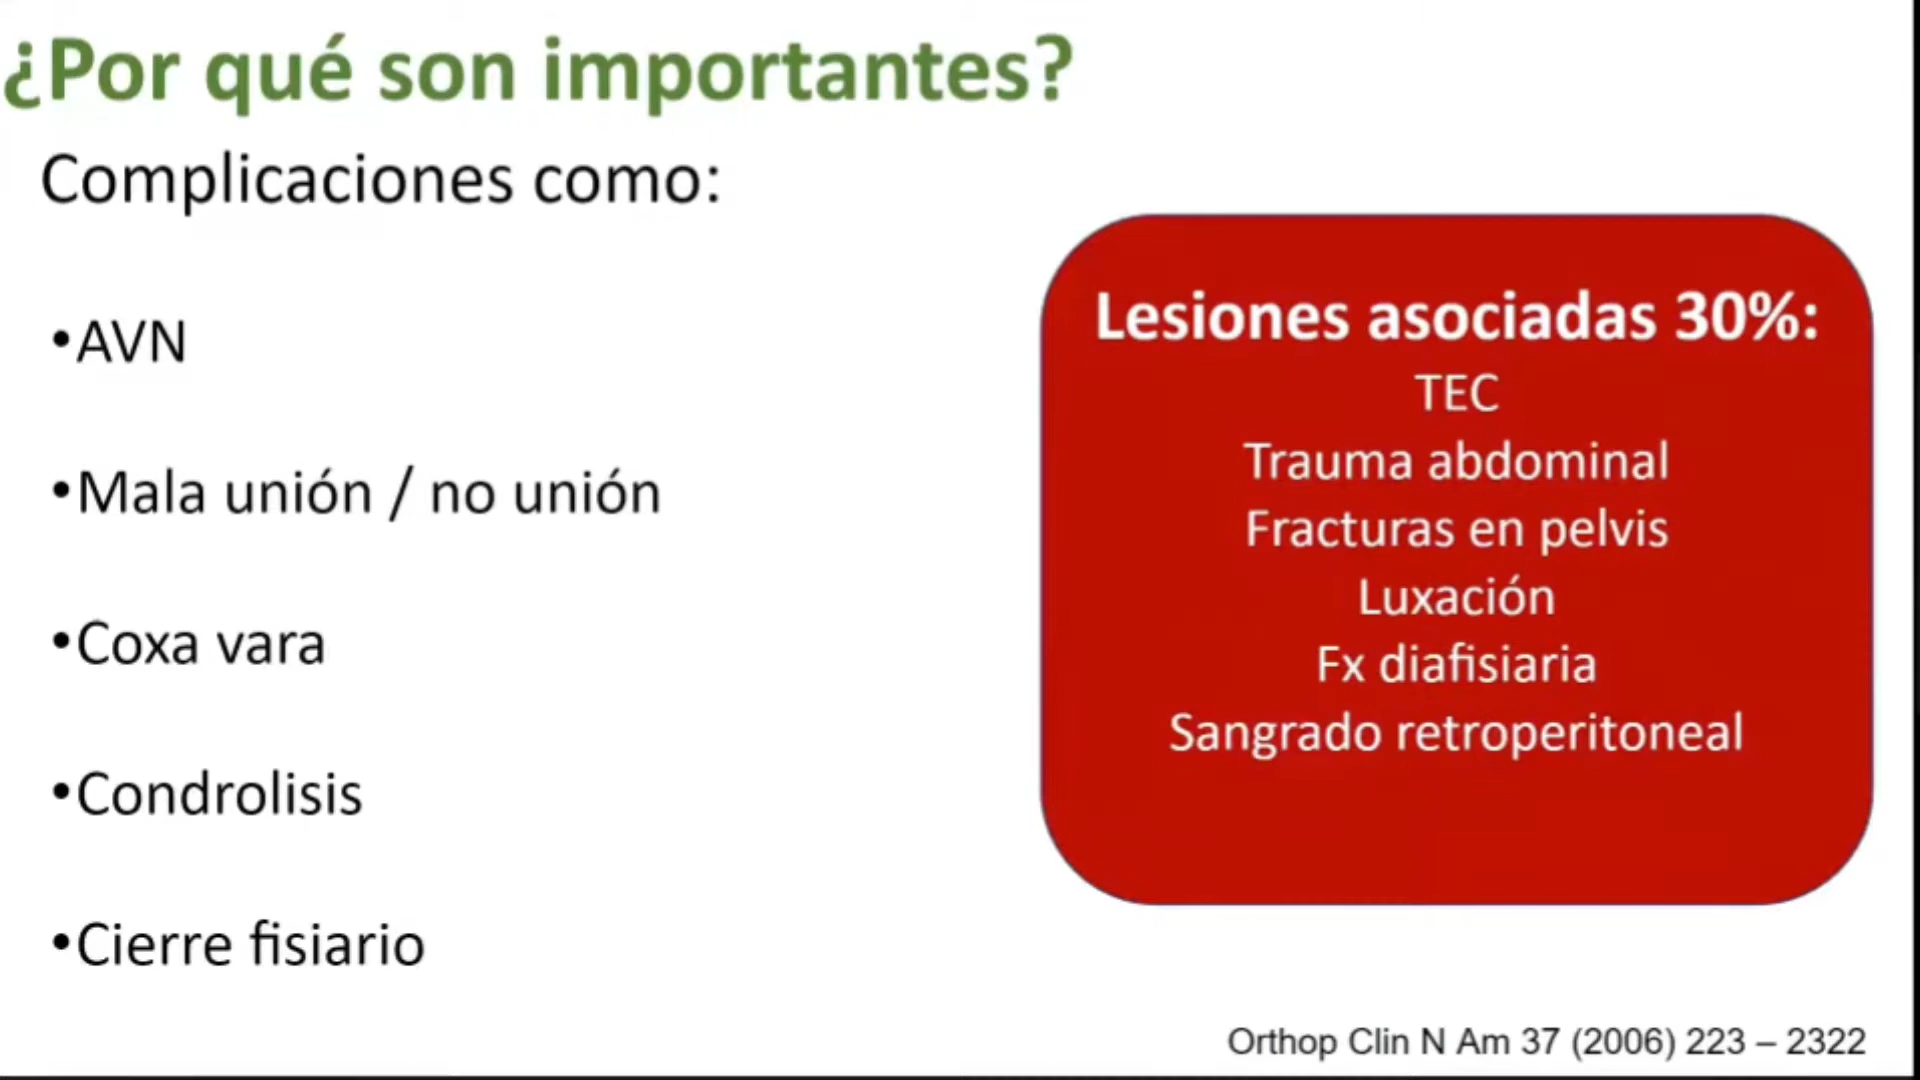 ¿Por qué son importantes?
Complicaciones como:
•AVN
•Mala unión / no unión
•Coxa vara
•Condrolisis
•Cierre fisiario
Lesiones asociadas 30%:
TEC
Trauma abdominal
Fracturas en pelvis
Luxación
Fx diafisiaria
Sangrado retroperitoneal
Orthop Clin N Am 37 (2006) 223 – 2322